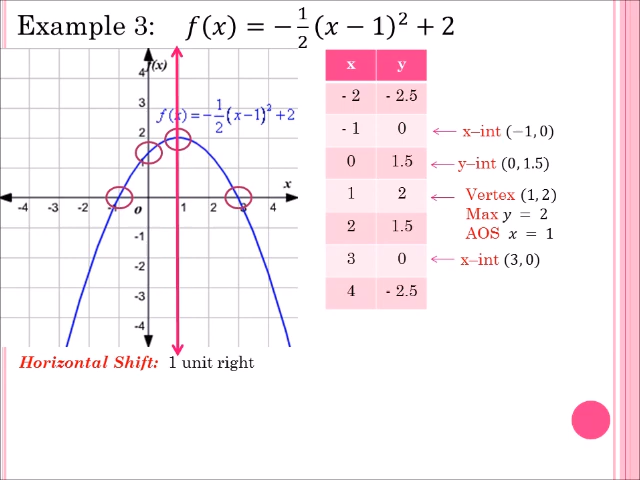 Example 3: f(x) = −1/2(x − 1)² + 2
f(x)
4
3
f(x)=−1/2(x−1)²+2
2
1
x
-4 -3 -2 -1 o 1 2 3 4
-1
-2
-3
-4
x y
- 2 - 2.5
- 1 0
x–int (−1, 0)
0 1.5
y–int (0, 1.5)
1 2
Vertex (1, 2)
Max y = 2
2 1.5
AOS x = 1
3 0
x–int (3, 0)
4 - 2.5
Horizontal Shift: 1 unit right